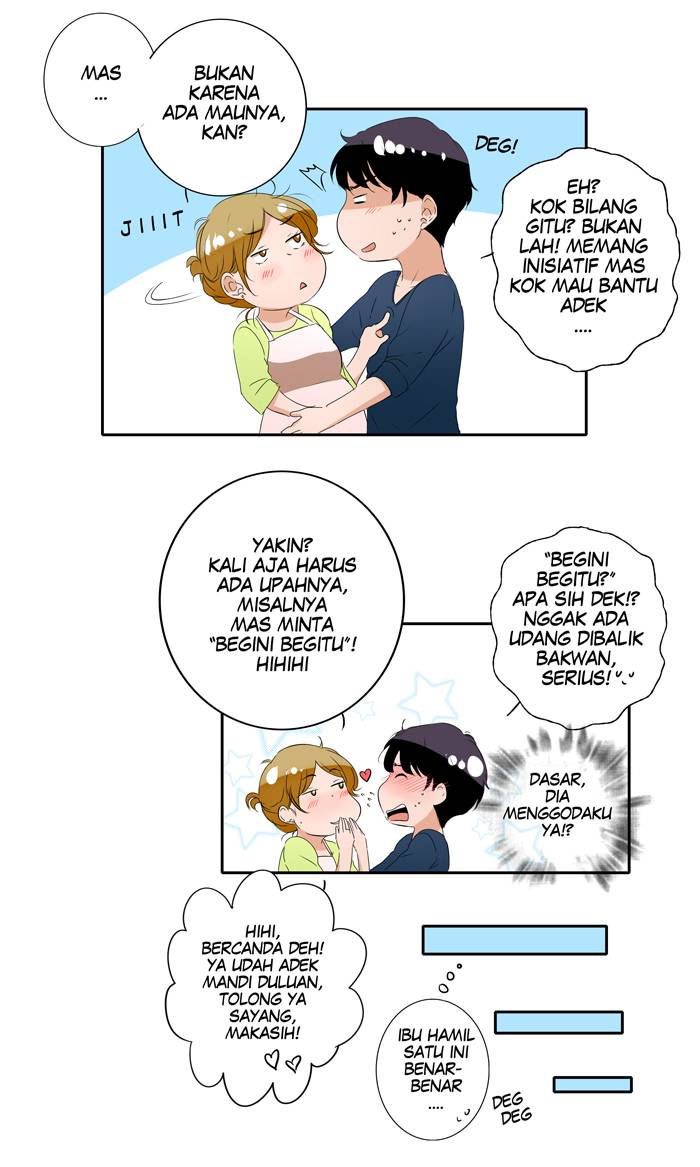 MAS
...
BUKAN
KARENA
ADA MAUNYA,
KAN?
JIIIT
DEG!
EH?
KOK BILANG
GITU? BUKAN
LAH! MEMANG
INISIATIF MAS
KOK MAU BANTU
ADEK
....
YAKIN?
KALI AJA HARUS
ADA UPAHNYA,
MISALNYA
MAS MINTA
"BEGINI BEGITU"!
HIHIHI
"BEGINI
BEGITU?"
APA SIH DEK!?
NGGAK ADA
UDANG DIBALIK
BAKWAN,
SERIUS!
DASAR,
DIA
MENGGODAKU
YA!?
HIHI,
BERCANDA DEH!
YA UDAH ADEK
MANDI DULUAN,
TOLONG YA
SAYANG,
MAKASIH!
IBU HAMIL
SATU INI
BENAR-
BENAR
....
DEG
DEG